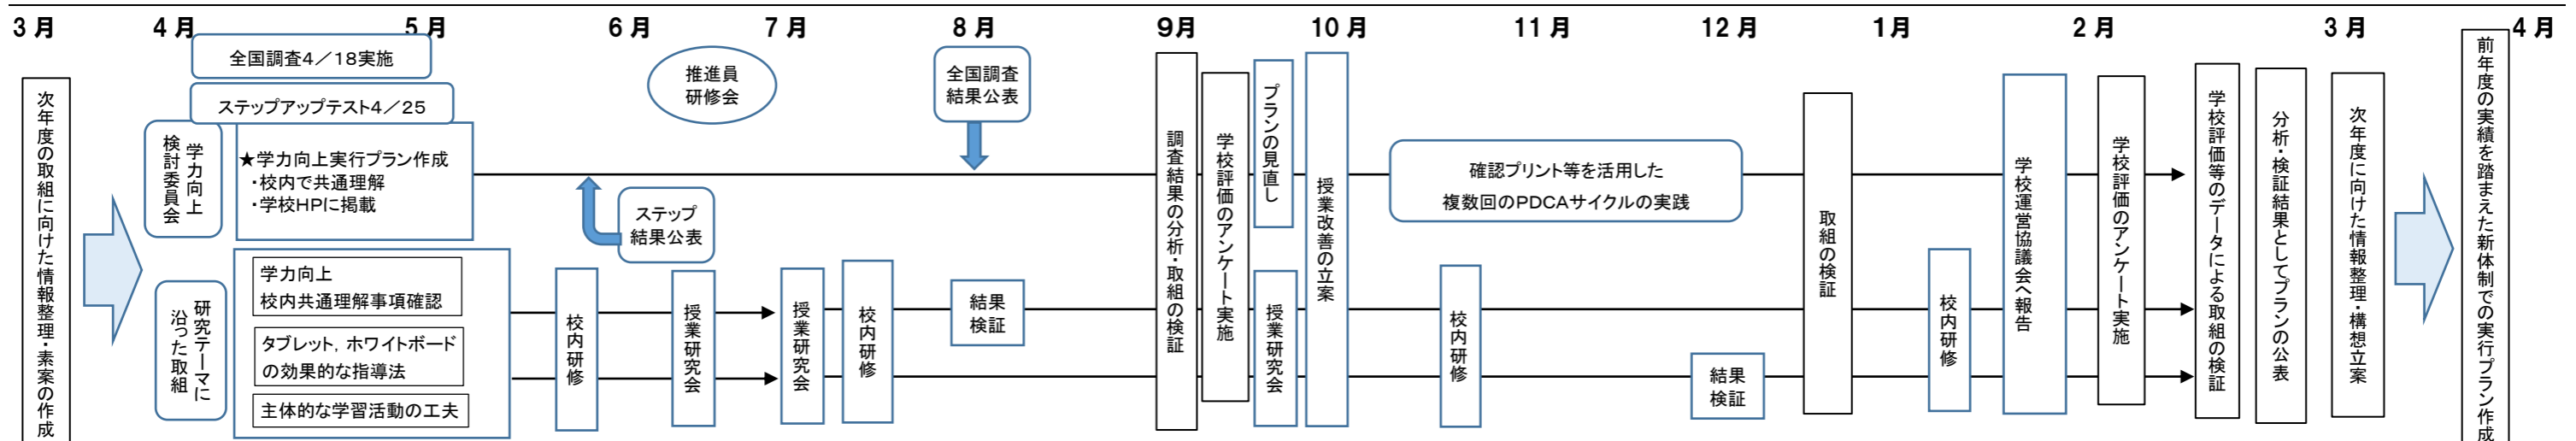 3月
4月
5月
6月
7月
8月
9月
10月
11月
12月
1月
2月
3月
4月
次年度の取組に向けた情報整理・素案の作成
全国調査4／18実施
ステップアップテスト4／25
学力向上
検討委員会
★学力向上実行プラン作成
・校内で共通理解
・学校HPに掲載
研究テーマに
沿った取組
学力向上
校内共通理解事項確認
タブレット，ホワイトボード
の効果的な指導法
主体的な学習活動の工夫
校内研修
ステップ
結果公表
推進員
研修会
授業研究会
授業研究会
校内研修
全国調査
結果公表
結果
検証
調査結果の分析・取組の検証
学校評価のアンケート実施
プランの見直し
授業研究会
授業改善の立案
確認プリント等を活用した
複数回のPDCAサイクルの実践
校内研修
結果
検証
取組の検証
校内研修
学校運営協議会へ報告
学校評価のアンケート実施
学校評価等のデータによる取組の検証
分析・検証結果としてプランの公表
次年度に向けた情報整理・構想立案
前年度の実績を踏まえた新体制での実行プラン作成